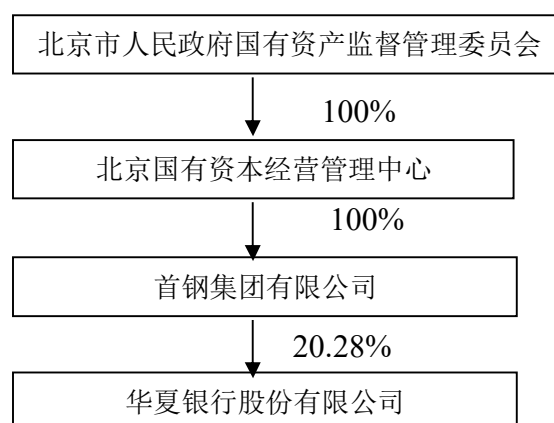 北京市人民政府国有资产监督管理委员会
100%
北京国有资本经营管理中心
100%
首钢集团有限公司
20.28%
华夏银行股份有限公司